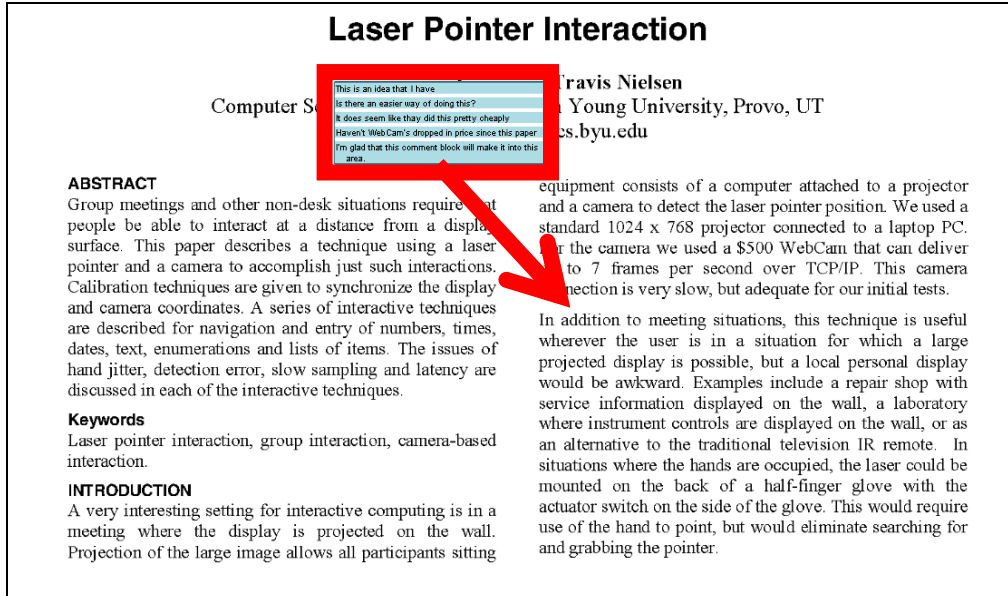 Laser Pointer Interaction
Travis Nielsen
Computer Young University, Provo, UT
cs.byu.edu
This is an idea that I have
Is there an easier way of doing this?
It does seem like thay did this pretty cheaply
Haven't WebCam's dropped in price since this paper
I'm glad that this comment block will make it into this
area.
ABSTRACT
Group meetings and other non-desk situations require
people be able to interact at a distance from a display
surface. This paper describes a technique using a laser
pointer and a camera to accomplish just such interactions.
Calibration techniques are given to synchronize the display
and camera coordinates. A series of interactive techniques
are described for navigation and entry of numbers, times,
dates, text, enumerations and lists of items. The issues of
hand jitter, detection error, slow sampling and latency are
discussed in each of the interactive techniques.
Keywords
Laser pointer interaction, group interaction, camera-based
interaction.
INTRODUCTION
A very interesting setting for interactive computing is in a
meeting where the display is projected on the wall.
Projection of the large image allows all participants sitting
equipment consists of a computer attached to a projector
and a camera to detect the laser pointer position. We used a
standard 1024 x 768 projector connected to a laptop PC.
the camera we used a $500 WebCam that can deliver
to 7 frames per second over TCP/IP. This camera
is very slow, but adequate for our initial tests.
In addition to meeting situations, this technique is useful
wherever the user is in a situation for which a large
projected display is possible, but a local personal display
would be awkward. Examples include a repair shop with
service information displayed on the wall, a laboratory
where instrument controls are displayed on the wall, or as
an alternative to the traditional television IR remote. In
situations where the hands are occupied, the laser could be
mounted on the back of a half-finger glove with the
actuator switch on the side of the glove. This would require
use of the hand to point, but would eliminate searching for
and grabbing the pointer.